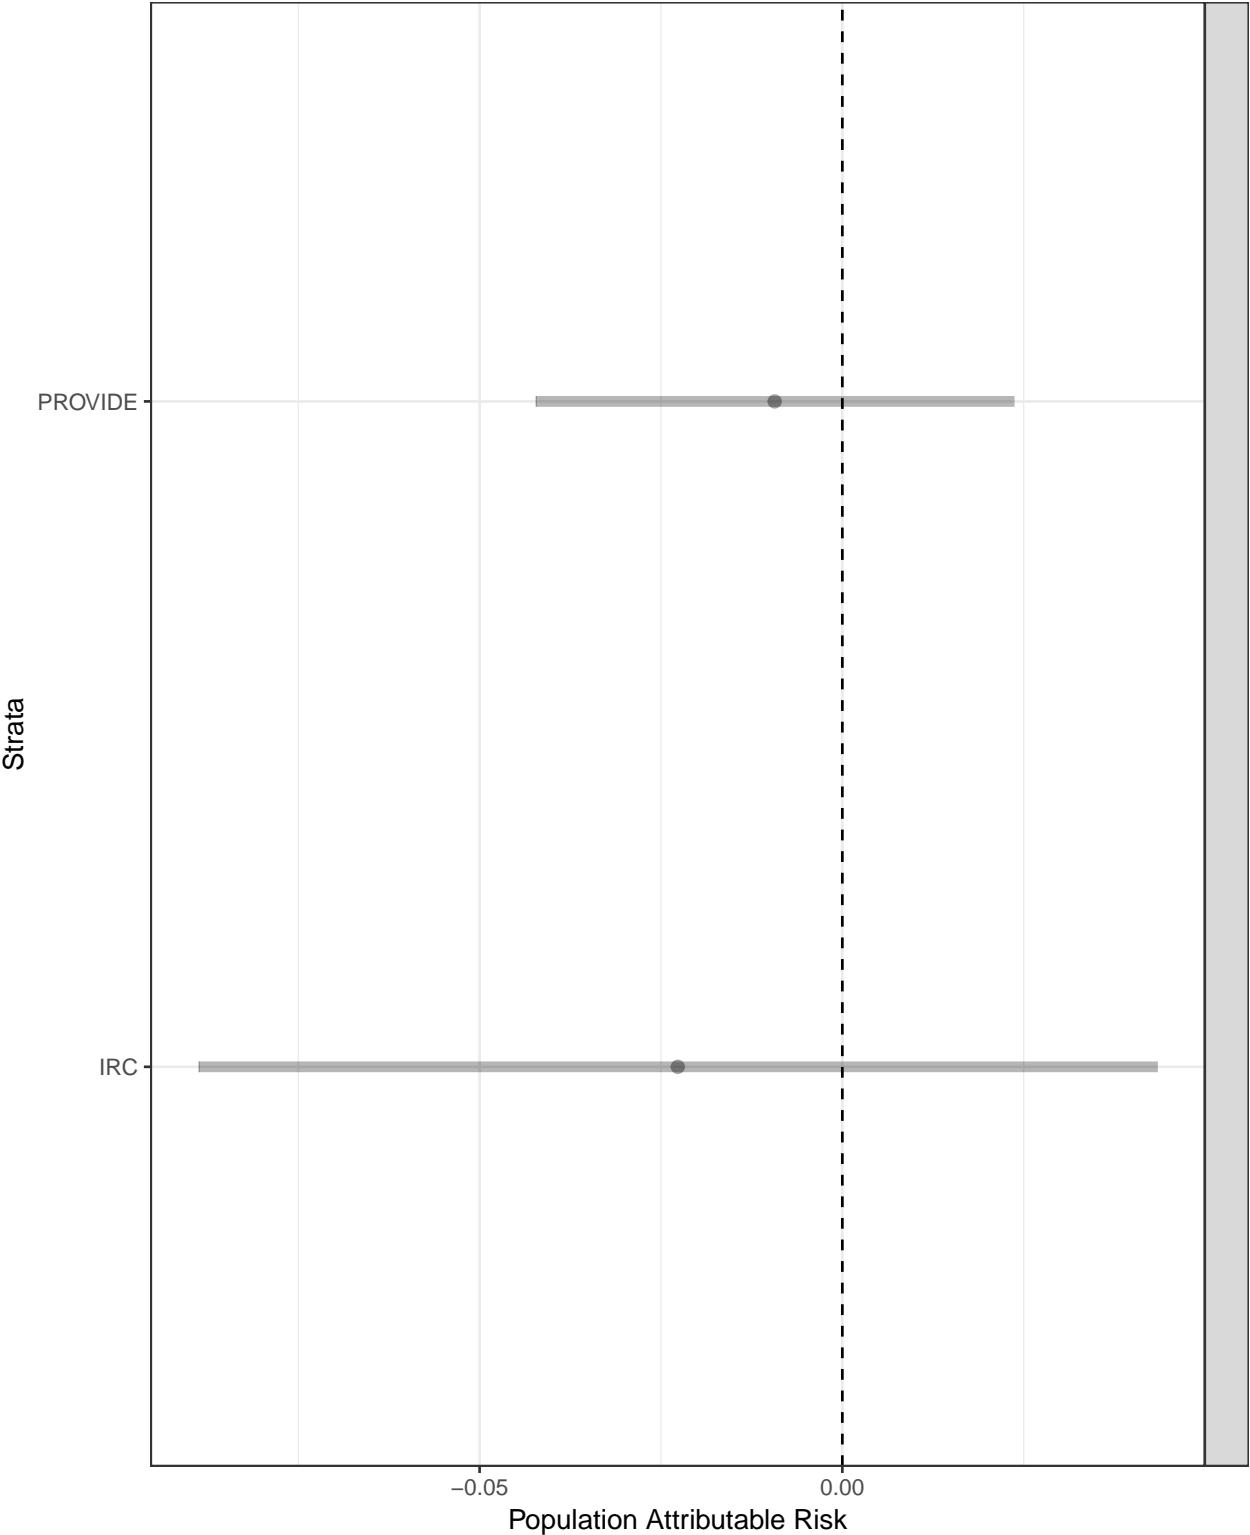 PROVIDE
Strata
IRC
−0.05
0.00
Population Attributable Risk